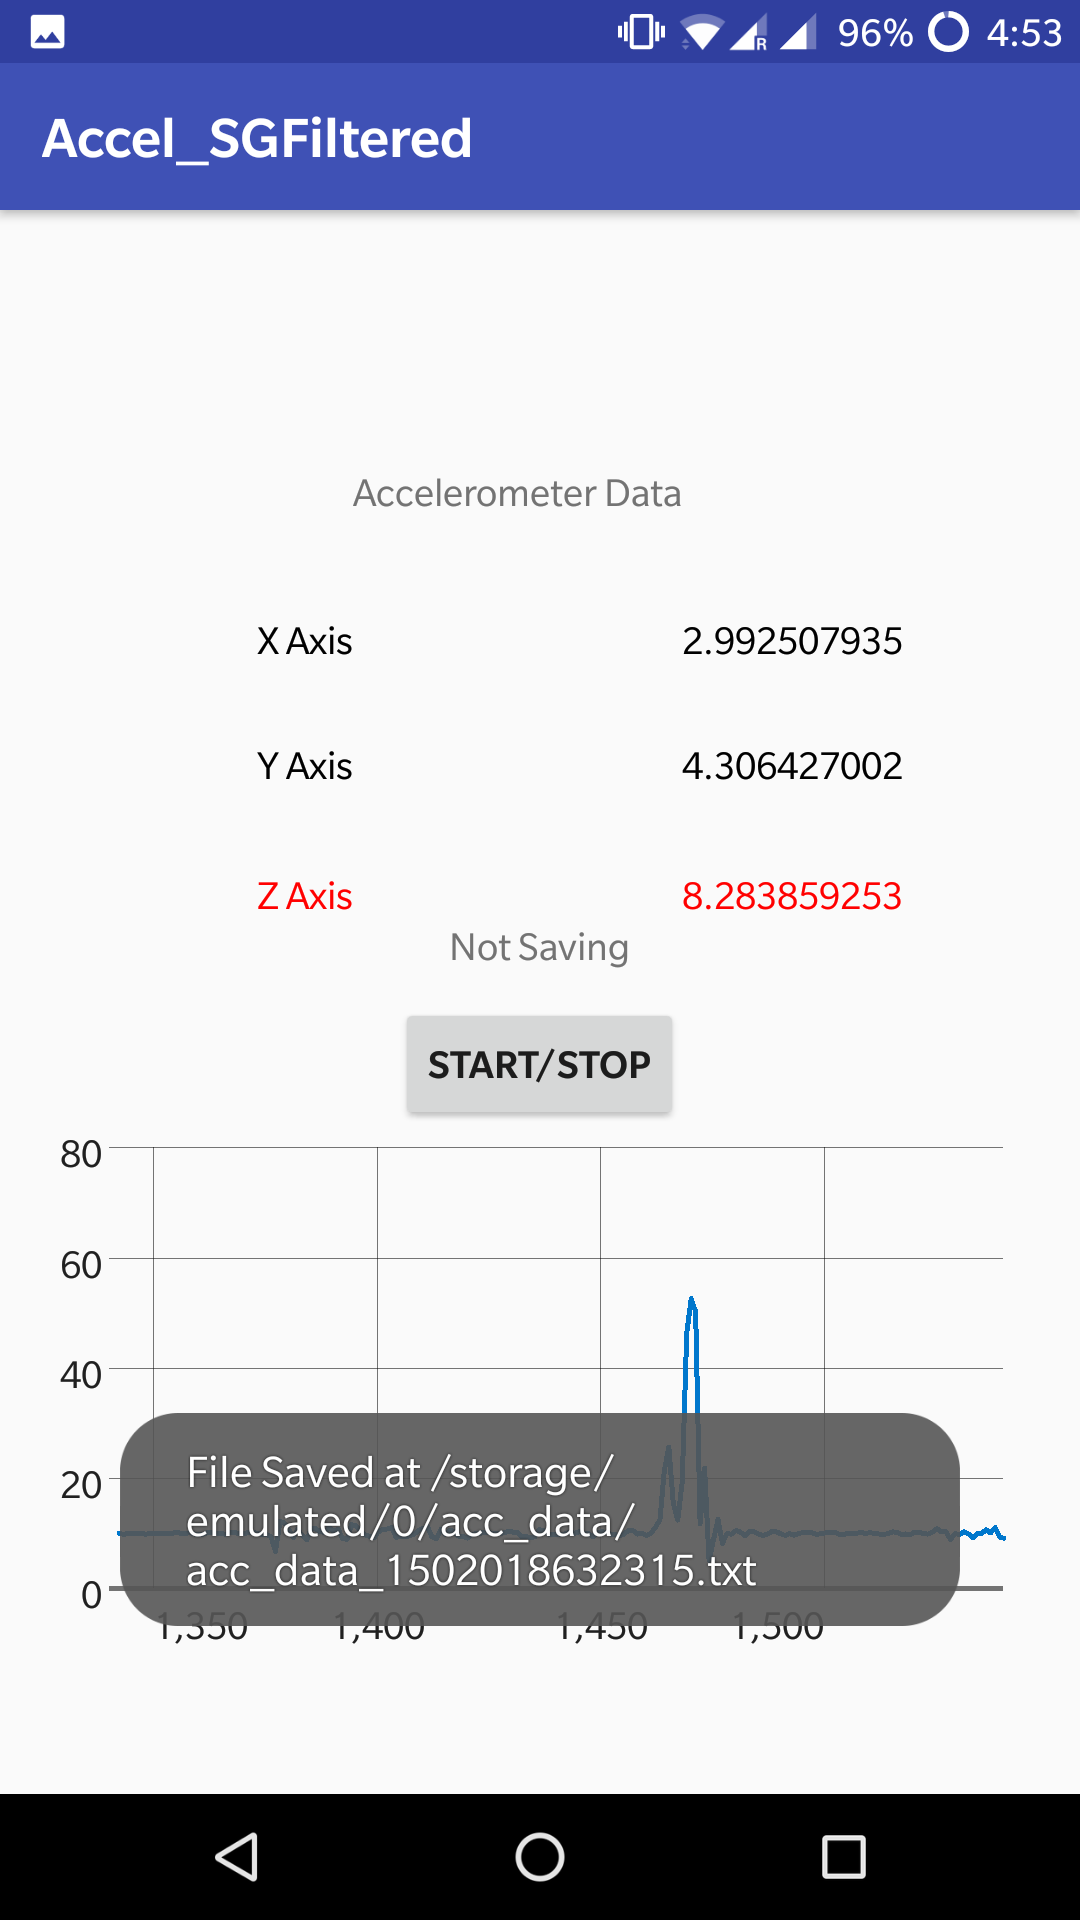 R 96% 4:53
Accel_SGFiltered
Accelerometer Data
X Axis 2.992507935
Y Axis 4.306427002
Z Axis 8.283859253
Not Saving
START/STOP
80
60
40
20
0
File Saved at /storage/
emulated/0/acc_data/
acc_data_1502018632315.txt
1,350 1,400 1,450 1,500